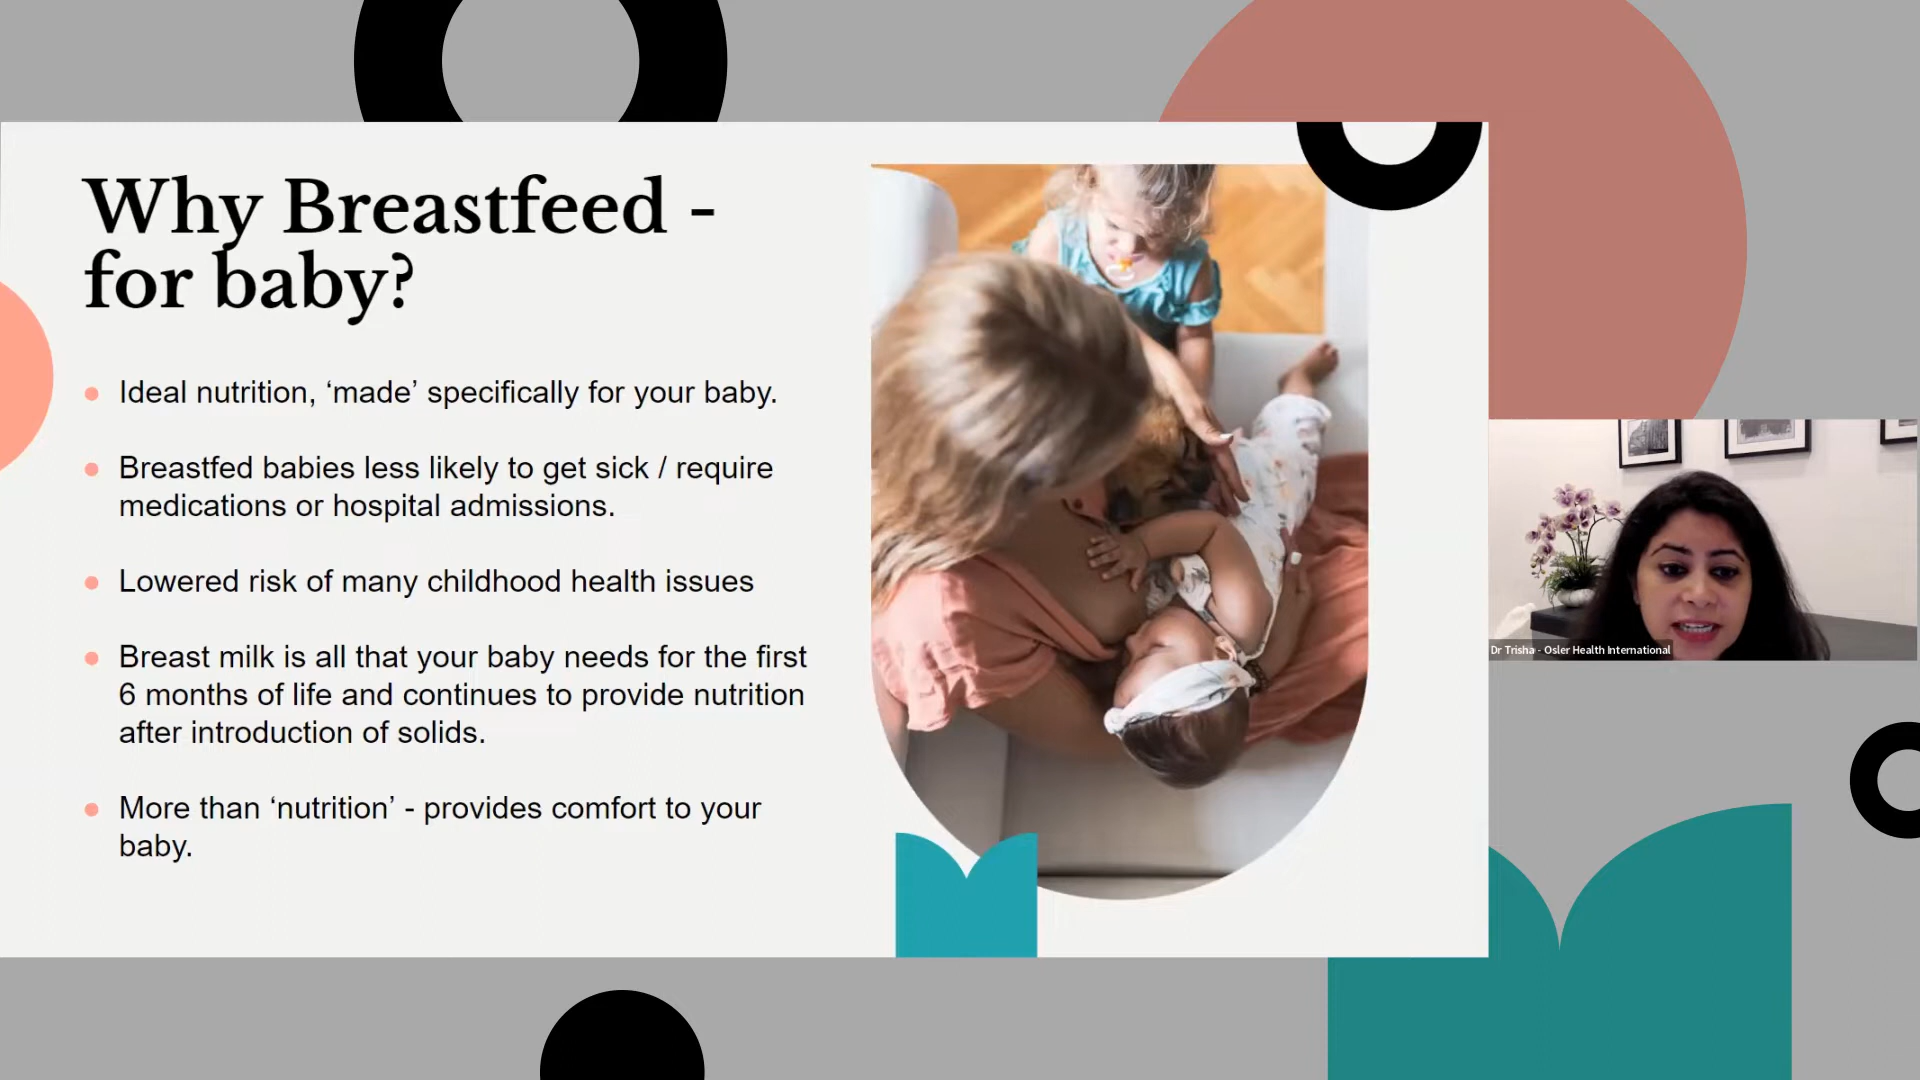 Why Breastfeed -
for baby?
Ideal nutrition, ‘made’ specifically for your baby.
Breastfed babies less likely to get sick / require
medications or hospital admissions.
Lowered risk of many childhood health issues
Breast milk is all that your baby needs for the first
6 months of life and continues to provide nutrition
after introduction of solids.
More than ‘nutrition’ - provides comfort to your
baby.
Dr Trisha - Osler Health International